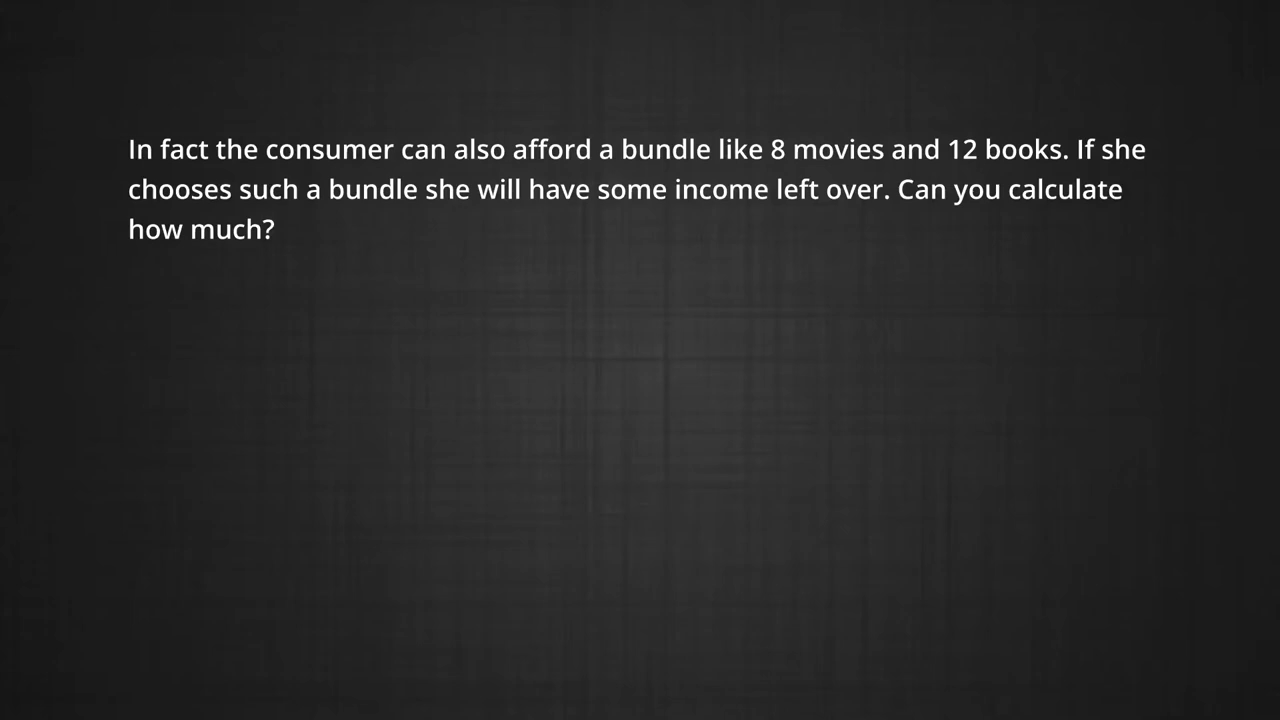 In fact the consumer can also afford a bundle like 8 movies and 12 books. If she
chooses such a bundle she will have some income left over. Can you calculate
how much?